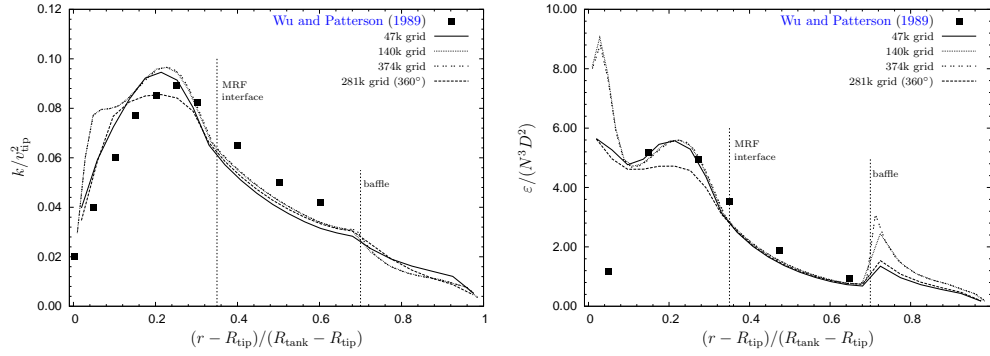 Wu and Patterson (1989)
47k grid
140k grid
374k grid
281k grid (360°)
MRF
interface
baffle
0.12
0.10
0.08
0.06
0.04
0.02
0.00
0 0.2 0.4 0.6 0.8 1
k/v²tip
(r − Rtip)/(Rtank − Rtip)
Wu and Patterson (1989)
47k grid
140k grid
374k grid
281k grid (360°)
MRF
interface
baffle
10.00
8.00
6.00
4.00
2.00
0.00
0 0.2 0.4 0.6 0.8
ε/(N³D²)
(r − Rtip)/(Rtank − Rtip)